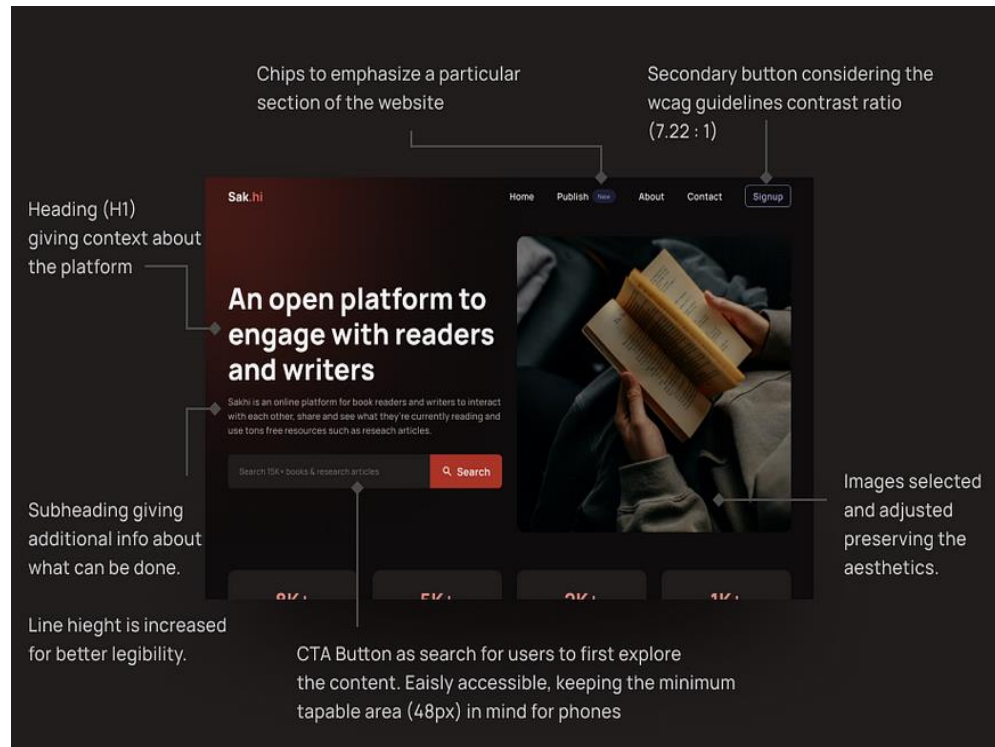 Chips to emphasize a particular
section of the website
Secondary button considering the
wcag guidelines contrast ratio
(7.22 : 1)
Heading (H1)
giving context about
the platform
Sak.hi
Home Publish New About Contact Signup
An open platform to
engage with readers
and writers
Sakhi is an online platform for book readers and writers to interact
with each other, share and see what they're currently reading and
use tons free resources such as reseach articles.
Search 15K+ books & research articles
Search
Images selected
and adjusted
preserving the
aesthetics.
Subheading giving
additional info about
what can be done.
Line hieght is increased
for better legibility.
8K+ 5K+ 2K+ 1K+
CTA Button as search for users to first explore
the content. Eaisly accessible, keeping the minimum
tapable area (48px) in mind for phones